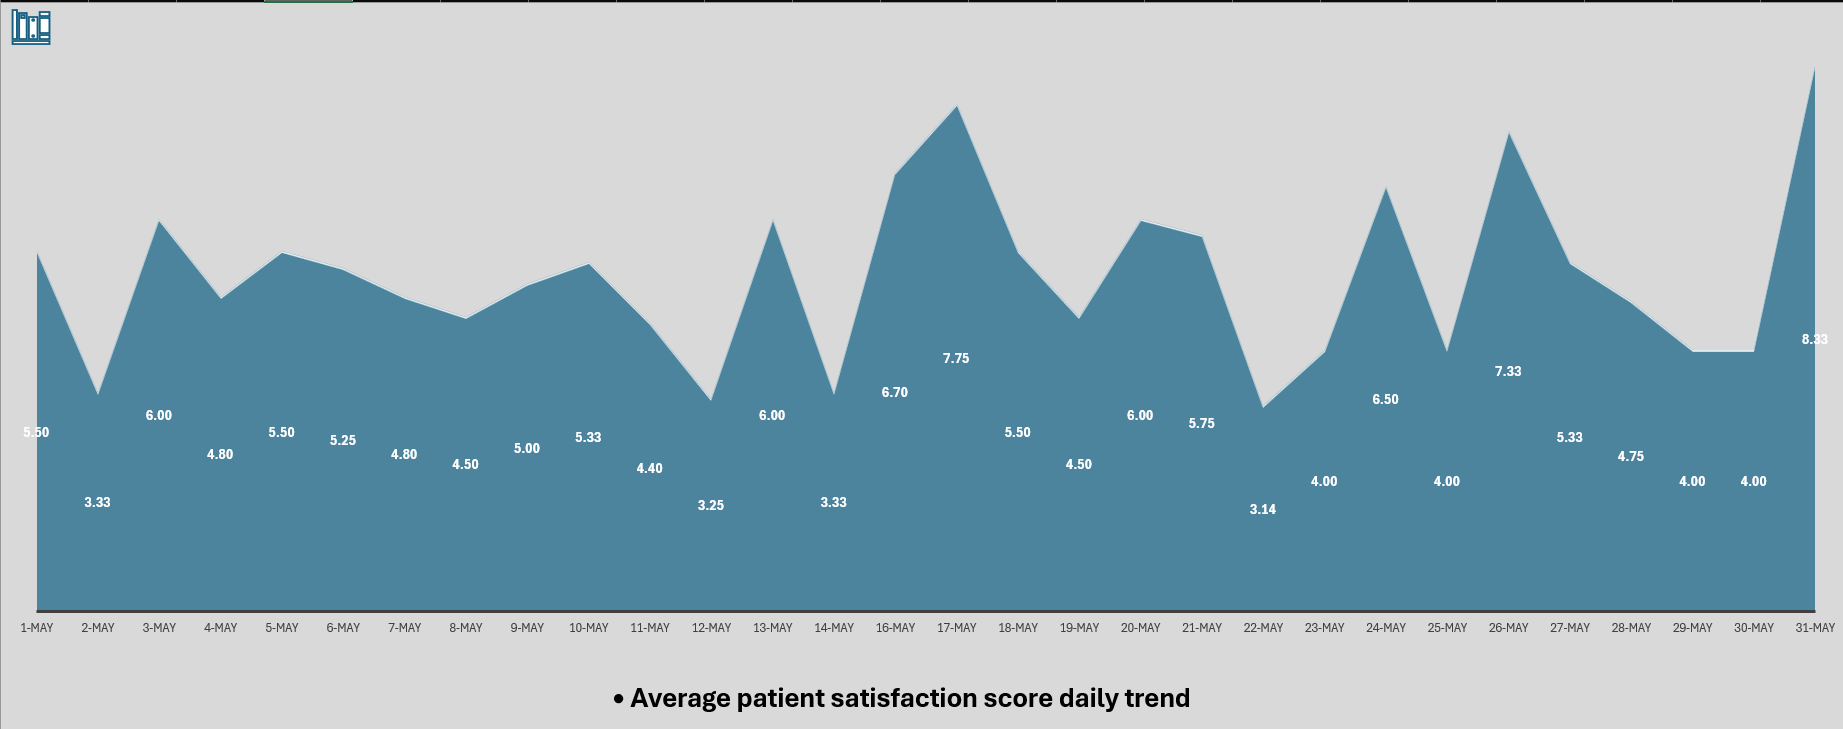 8.33
7.75
7.33
6.70
6.50
6.00 6.00 6.00 5.75
5.50 5.50 5.25 5.33 5.50 5.33
4.80 4.80 4.50 5.00 4.40 4.50 4.75
4.00 4.00 4.00 4.00
3.33 3.25 3.33 3.14
1-MAY 2-MAY 3-MAY 4-MAY 5-MAY 6-MAY 7-MAY 8-MAY 9-MAY 10-MAY 11-MAY 12-MAY 13-MAY 14-MAY 16-MAY 17-MAY 18-MAY 19-MAY 20-MAY 21-MAY 22-MAY 23-MAY 24-MAY 25-MAY 26-MAY 27-MAY 28-MAY 29-MAY 30-MAY 31-MAY
• Average patient satisfaction score daily trend